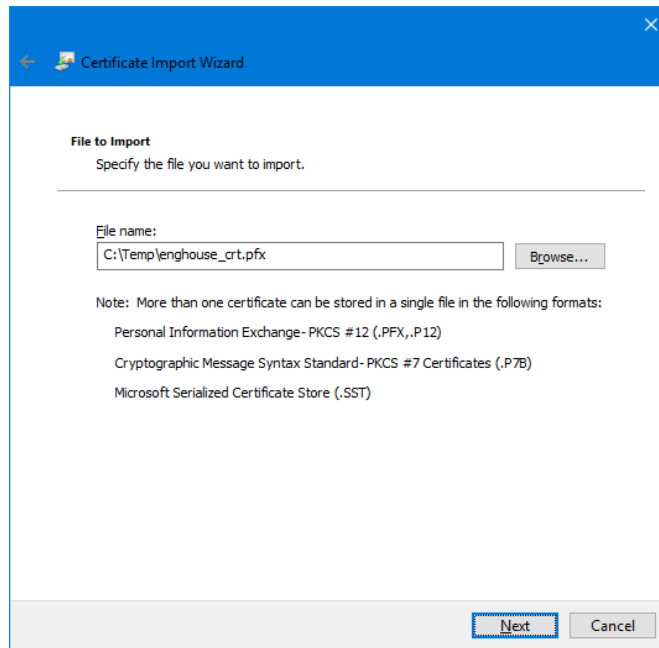 Certificate Import Wizard
File to Import
Specify the file you want to import.
File name:
C:\Temp\enghouse_crt.pfx
Browse...
Note: More than one certificate can be stored in a single file in the following formats:
Personal Information Exchange- PKCS #12 (.PFX,.P12)
Cryptographic Message Syntax Standard- PKCS #7 Certificates (.P7B)
Microsoft Serialized Certificate Store (.SST)
Next
Cancel